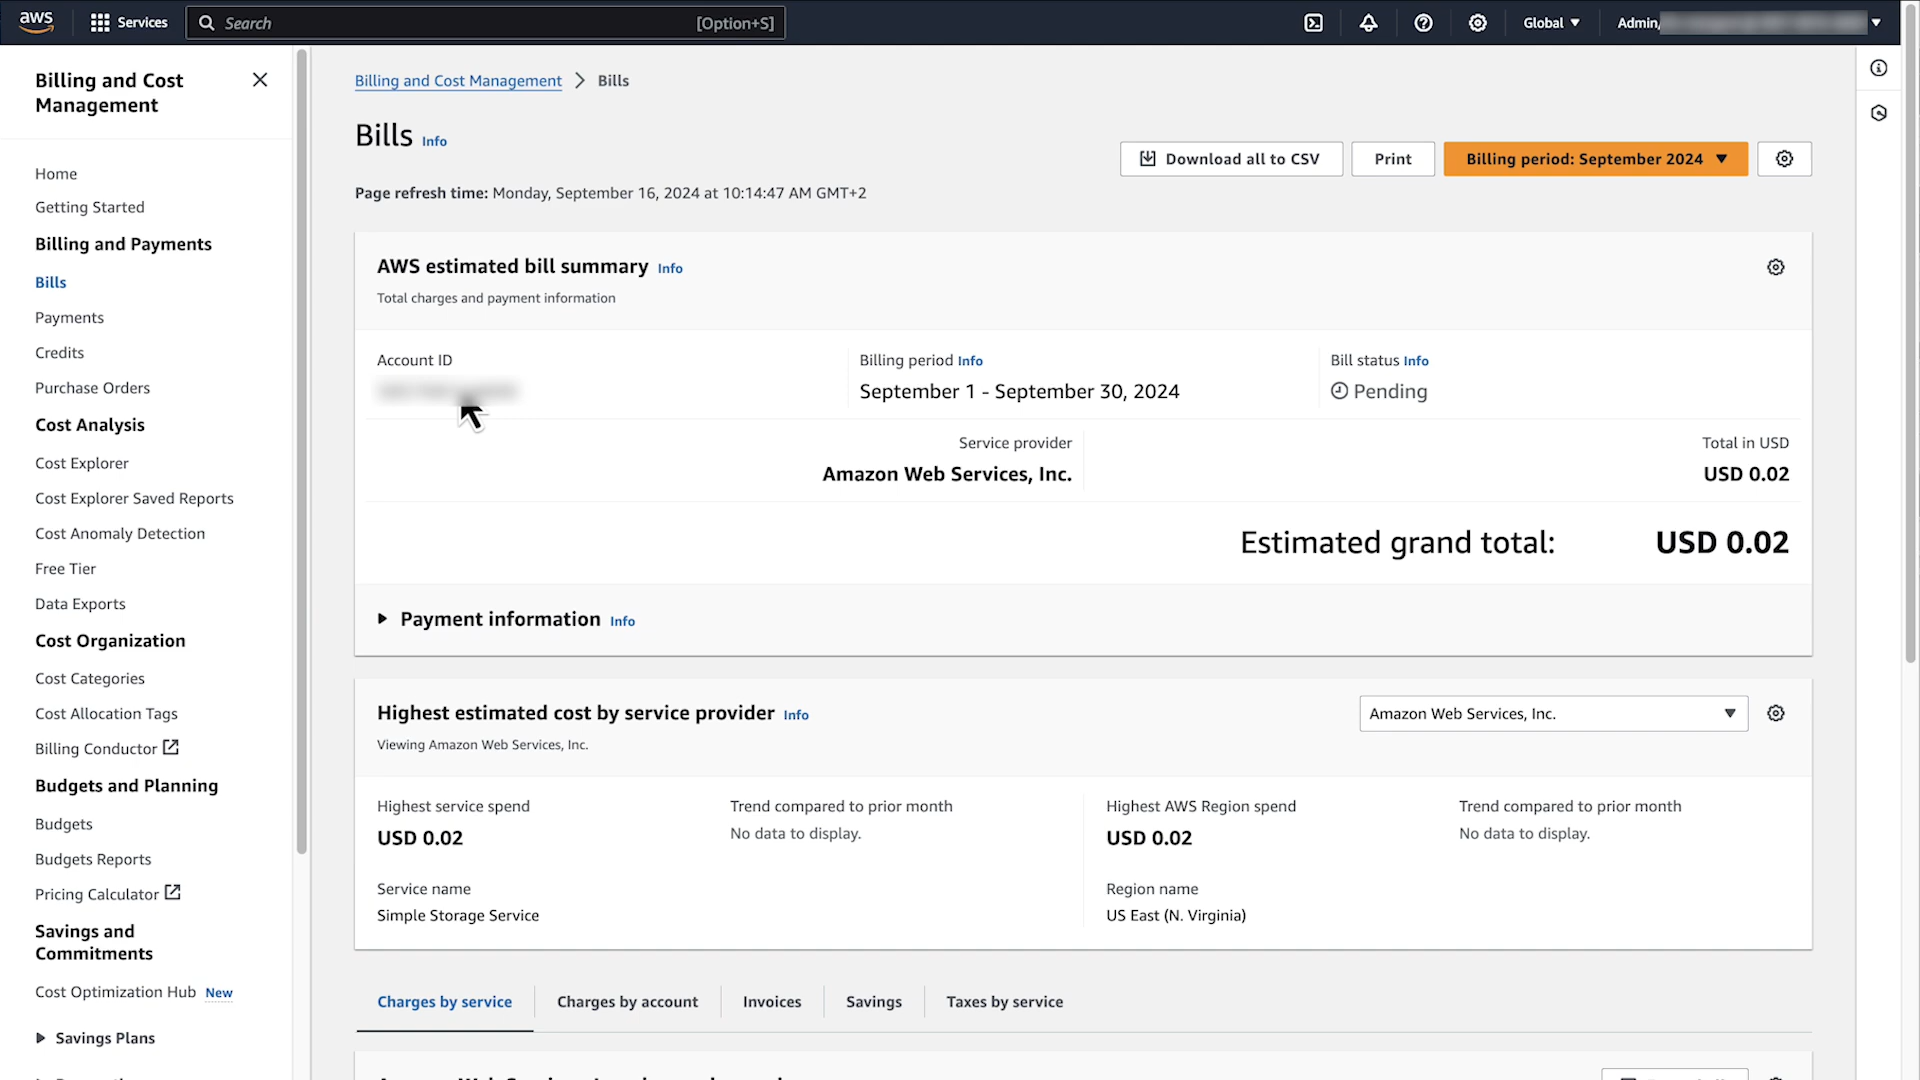 aws
Services
Search
[Option+S]
Global
Admin
Billing and Cost
Management
Home
Getting Started
Billing and Payments
Bills
Payments
Credits
Purchase Orders
Cost Analysis
Cost Explorer
Cost Explorer Saved Reports
Cost Anomaly Detection
Free Tier
Data Exports
Cost Organization
Cost Categories
Cost Allocation Tags
Billing Conductor
Budgets and Planning
Budgets
Budgets Reports
Pricing Calculator
Savings and
Commitments
Cost Optimization Hub New
Savings Plans
Billing and Cost Management > Bills
Bills Info
Download all to CSV
Print
Billing period: September 2024
Page refresh time: Monday, September 16, 2024 at 10:14:47 AM GMT+2
AWS estimated bill summary Info
Total charges and payment information
Account ID
Billing period Info
September 1 - September 30, 2024
Bill status Info
Pending
Service provider
Amazon Web Services, Inc.
Total in USD
USD 0.02
Estimated grand total: USD 0.02
Payment information Info
Highest estimated cost by service provider Info
Viewing Amazon Web Services, Inc.
Amazon Web Services, Inc.
Highest service spend
USD 0.02
Trend compared to prior month
No data to display.
Highest AWS Region spend
USD 0.02
Trend compared to prior month
No data to display.
Service name
Simple Storage Service
Region name
US East (N. Virginia)
Charges by service
Charges by account
Invoices
Savings
Taxes by service